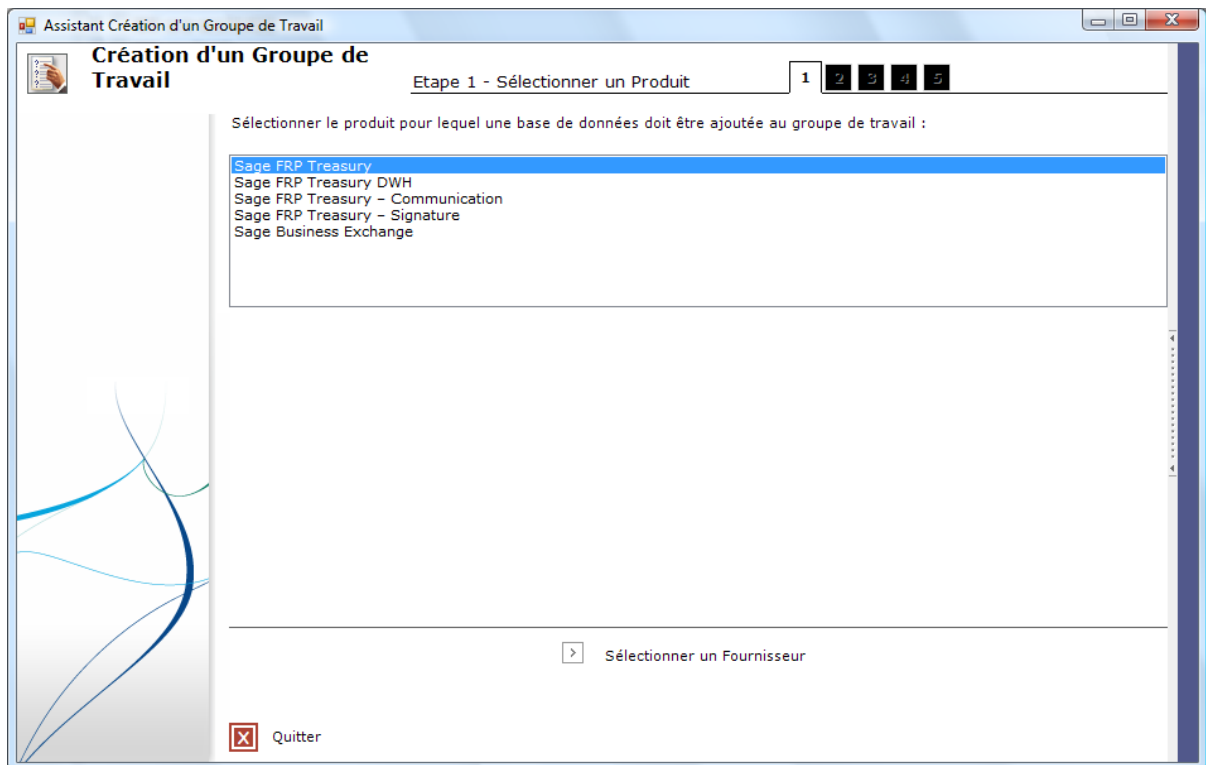 Assistant Création d'un Groupe de Travail
Création d'un Groupe de
Travail
Etape 1 - Sélectionner un Produit
1 2 3 4 5
Sélectionner le produit pour lequel une base de données doit être ajoutée au groupe de travail :
Sage FRP Treasury
Sage FRP Treasury DWH
Sage FRP Treasury – Communication
Sage FRP Treasury – Signature
Sage Business Exchange
Sélectionner un Fournisseur
Quitter